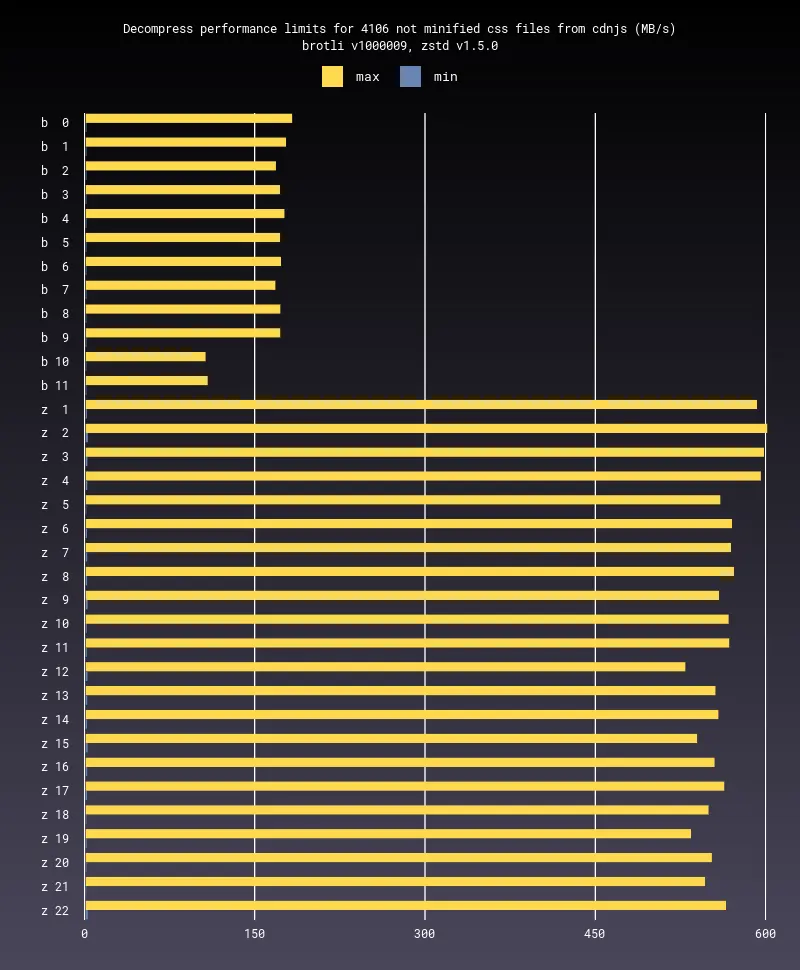 Decompress performance limits for 4106 not minified css files from cdnjs (MB/s)
brotli v1000009, zstd v1.5.0
max min
b 0
b 1
b 2
b 3
b 4
b 5
b 6
b 7
b 8
b 9
b 10
b 11
z 1
z 2
z 3
z 4
z 5
z 6
z 7
z 8
z 9
z 10
z 11
z 12
z 13
z 14
z 15
z 16
z 17
z 18
z 19
z 20
z 21
z 22
0 150 300 450 600